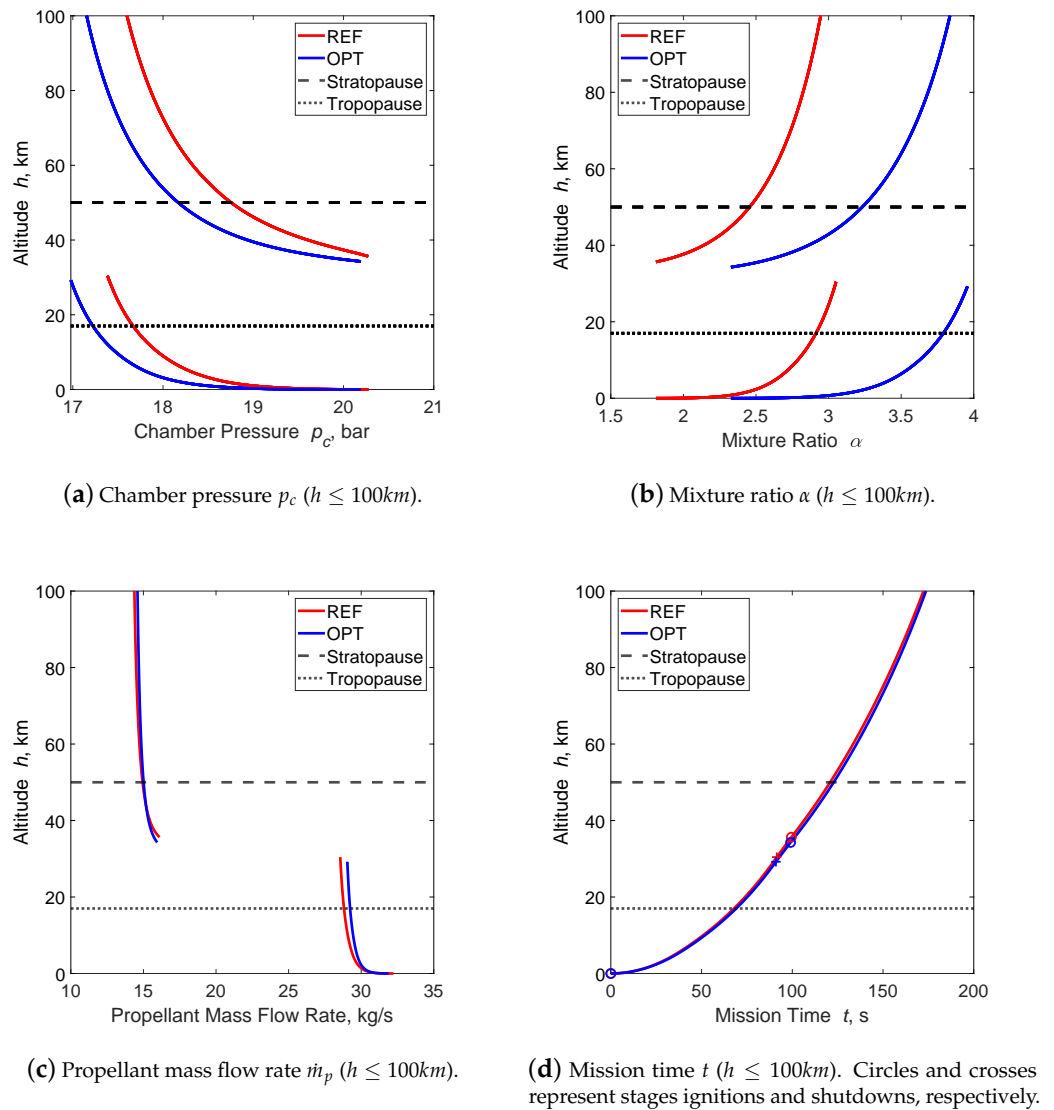 100
80
60
40
20
0
Altitude h, km
REF
OPT
Stratopause
Tropopause
17 18 19 20 21
Chamber Pressure p_c, bar
(a) Chamber pressure p_c (h ≤ 100km).
100
80
60
40
20
0
Altitude h, km
REF
OPT
Stratopause
Tropopause
1.5 2 2.5 3 3.5 4
Mixture Ratio α
(b) Mixture ratio α (h ≤ 100km).
100
80
60
40
20
0
Altitude h, km
REF
OPT
Stratopause
Tropopause
10 15 20 25 30 35
Propellant Mass Flow Rate, kg/s
(c) Propellant mass flow rate ṁ_p (h ≤ 100km).
100
80
60
40
20
0
Altitude h, km
REF
OPT
Stratopause
Tropopause
0 50 100 150 200
Mission Time t, s
(d) Mission time t (h ≤ 100km). Circles and crosses
represent stages ignitions and shutdowns, respectively.